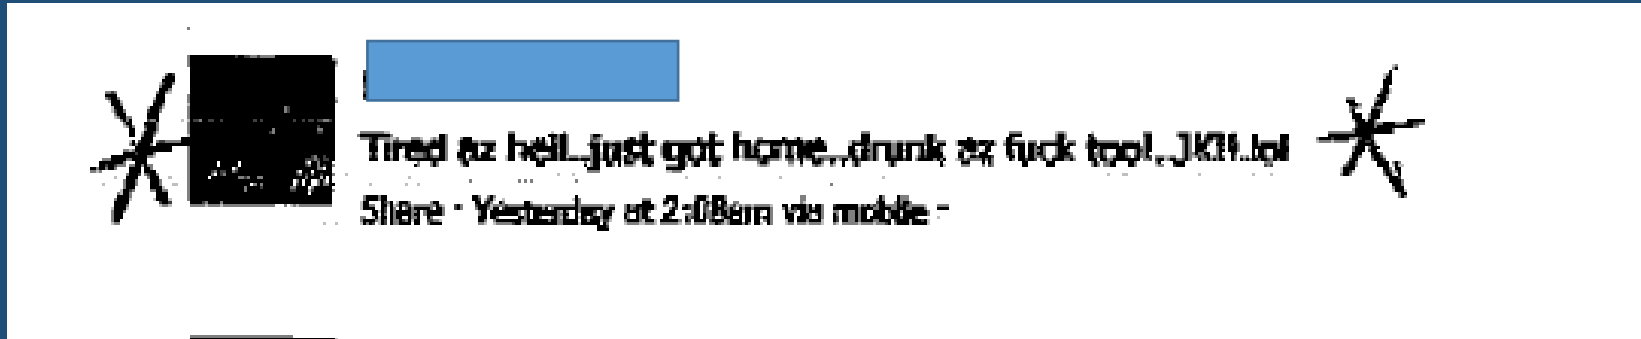 Tired az hell..just got home..drunk az fuck too!..JK!!..lol
Share · Yesterday at 2:08am via mobile ·